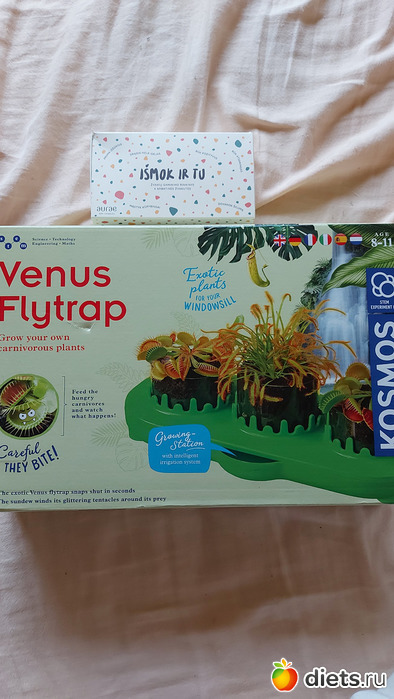 IŠMOK IR TU
aurae
Science • Technology
Engineering • Maths
AGE
8-11
Venus
Flytrap
Exotic
plants
FOR YOUR
WINDOWSILL
Grow your own
carnivorous plants
STEM
EXPERIMENT
KOSMOS
Feed the
hungry
carnivores
and watch
what happens!
Careful
THEY BITE!
Growing-
Station
with intelligent
irrigation system
The exotic Venus flytrap snaps shut in seconds
The sundew winds its glittering tentacles around its prey
diets.ru